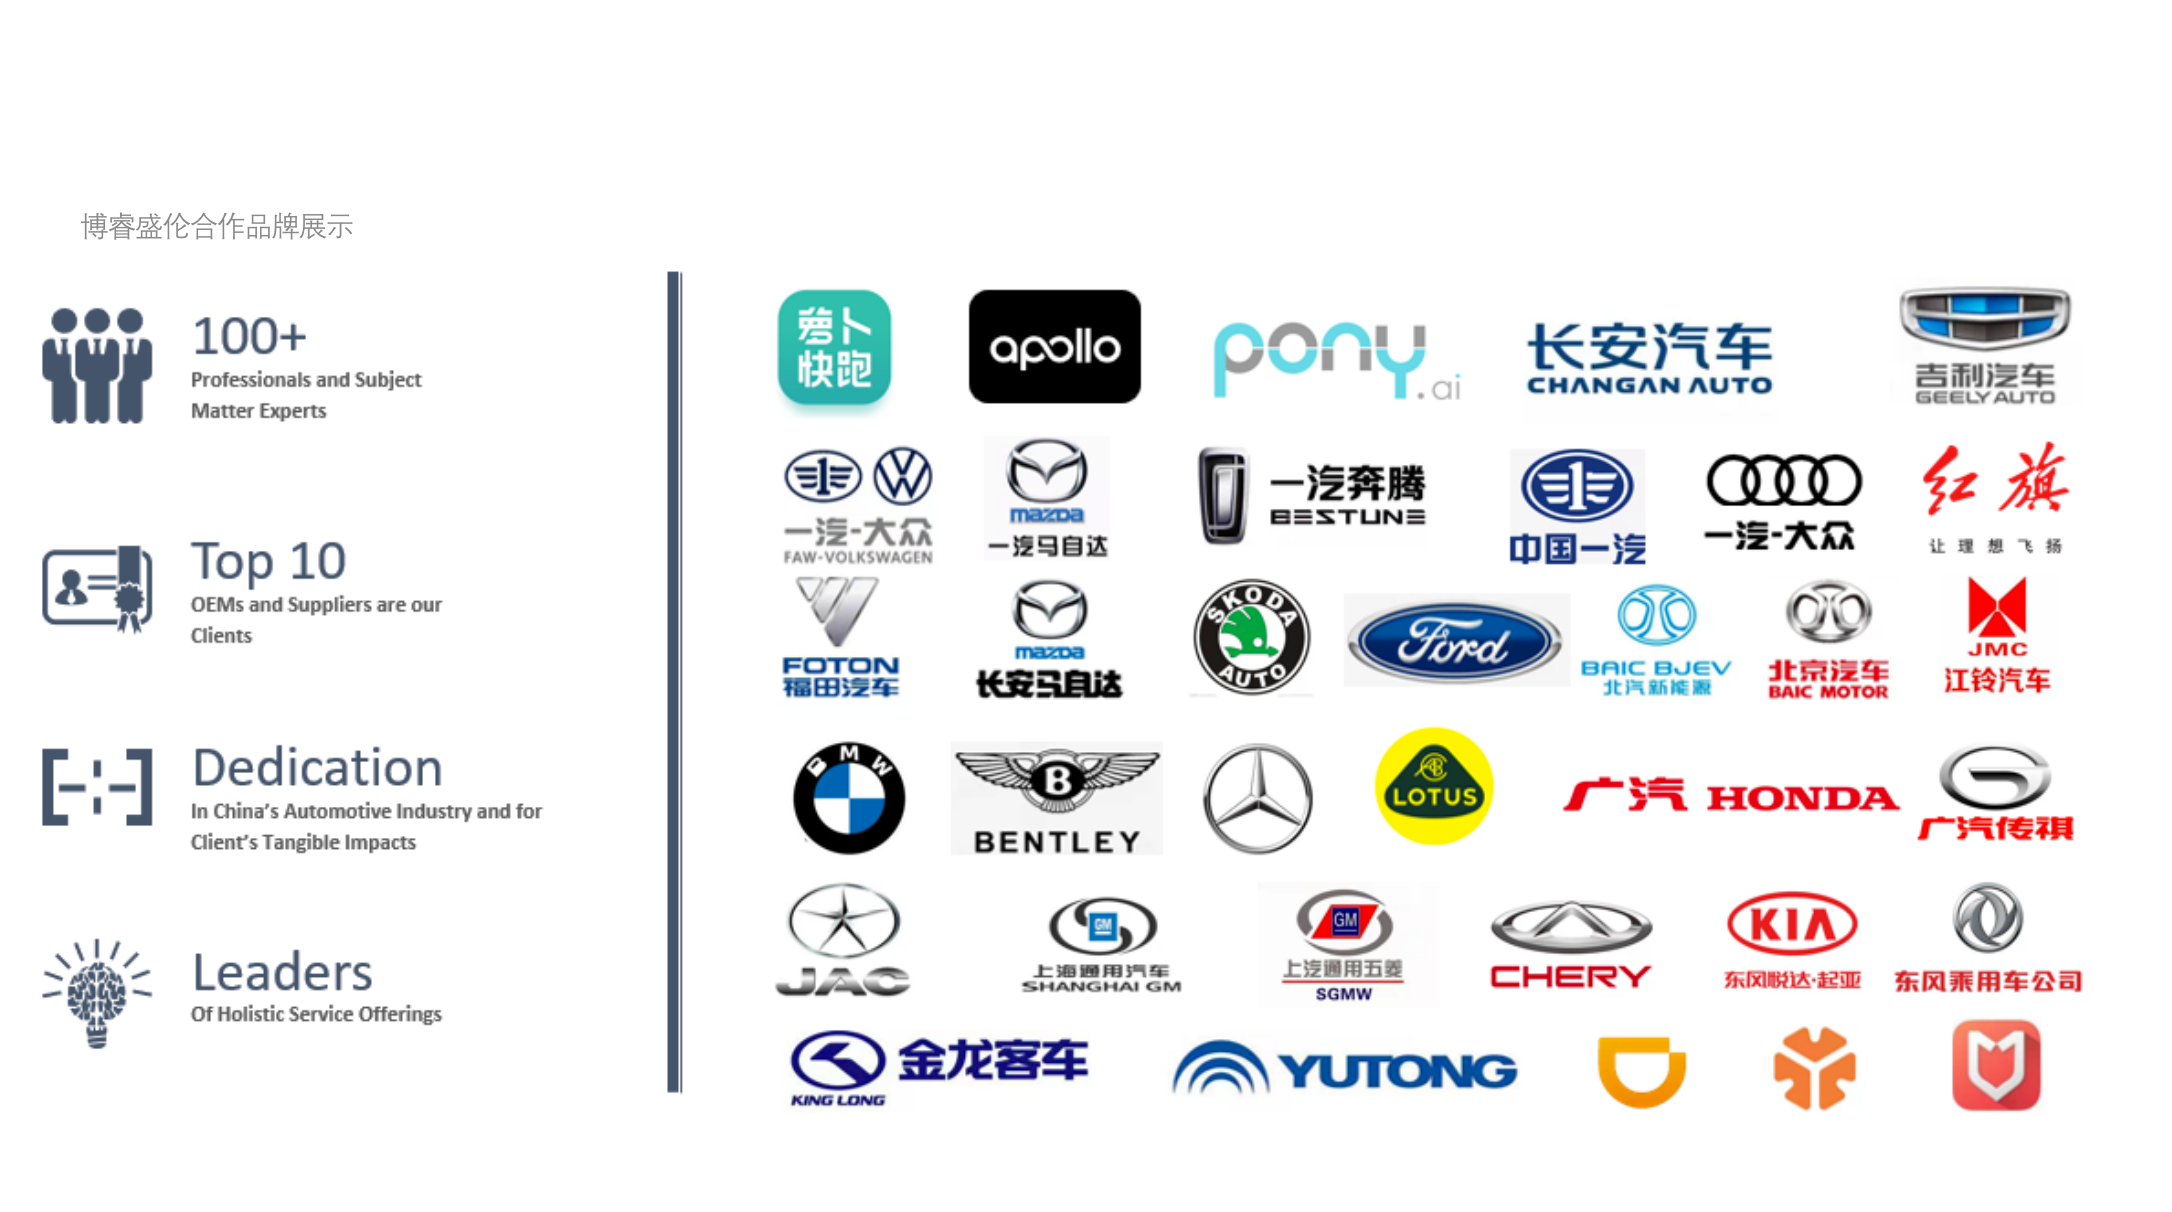 博睿盛伦合作品牌展示
100+
Professionals and Subject
Matter Experts
Top 10
OEMs and Suppliers are our
Clients
Dedication
In China's Automotive Industry and for
Client's Tangible Impacts
Leaders
Of Holistic Service Offerings
萝卜
快跑
apollo
pony.ai
长安汽车
CHANGAN AUTO
吉利汽车
GEELY AUTO
一汽-大众
FAW-VOLKSWAGEN
mazda
一汽马自达
一汽奔腾
BESTUNE
中国一汽
一汽-大众
红旗
让理想飞扬
FOTON
福田汽车
mazda
长安马自达
SKODA
AUTO
Ford
BAIC BJEV
北汽新能源
北京汽车
BAIC MOTOR
JMC
江铃汽车
BMW
B
BENTLEY
LOTUS
广汽 HONDA
广汽传祺
JAC
GM
上海通用汽车
SHANGHAI GM
GM
上汽通用五菱
SGMW
CHERY
KIA
东风悦达·起亚
东风乘用车公司
金龙客车
KING LONG
YUTONG